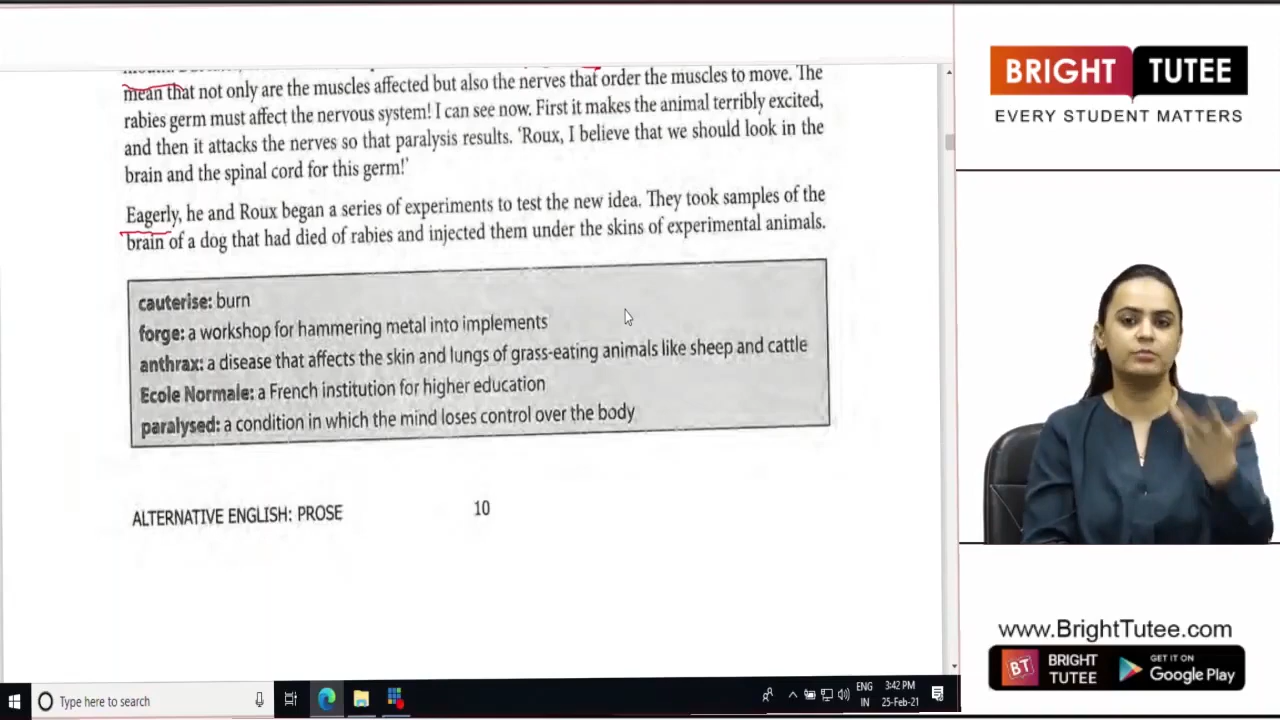 mean that not only are the muscles affected but also the nerves that order the muscles to move. The
rabies germ must affect the nervous system! I can see now. First it makes the animal terribly excited,
and then it attacks the nerves so that paralysis results. 'Roux, I believe that we should look in the
brain and the spinal cord for this germ!'
Eagerly, he and Roux began a series of experiments to test the new idea. They took samples of the
brain of a dog that had died of rabies and injected them under the skins of experimental animals.
cauterise: burn
forge: a workshop for hammering metal into implements
anthrax: a disease that affects the skin and lungs of grass-eating animals like sheep and cattle
Ecole Normale: a French institution for higher education
paralysed: a condition in which the mind loses control over the body
ALTERNATIVE ENGLISH: PROSE 10
BRIGHT TUTEE
EVERY STUDENT MATTERS
www.BrightTutee.com
BT BRIGHT TUTEE
GET IT ON Google Play
Type here to search
ENG IN
3:42 PM
25-Feb-21